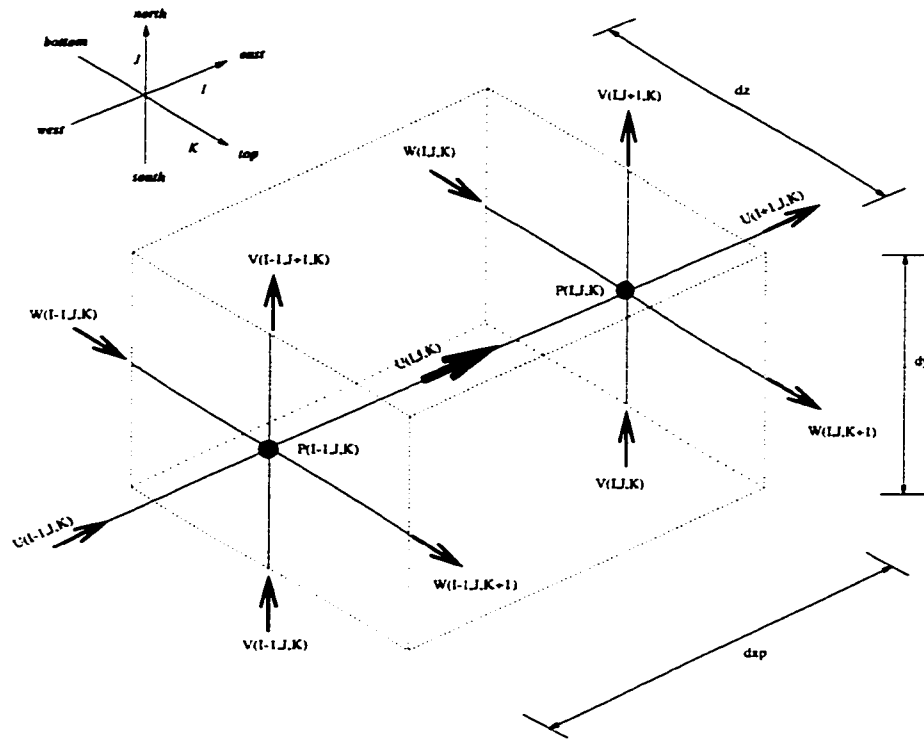 north
bottom
J
east
I
west
K
top
south
dz
V(I,J+1,K)
W(I,J,K)
U(I+1,J,K)
V(I-1,J+1,K)
P(I,J,K)
W(I-1,J,K)
U(I,J,K)
dy
W(I,J,K+1)
P(I-1,J,K)
V(I,J,K)
U(I-1,J,K)
W(I-1,J,K+1)
V(I-1,J,K)
dxp